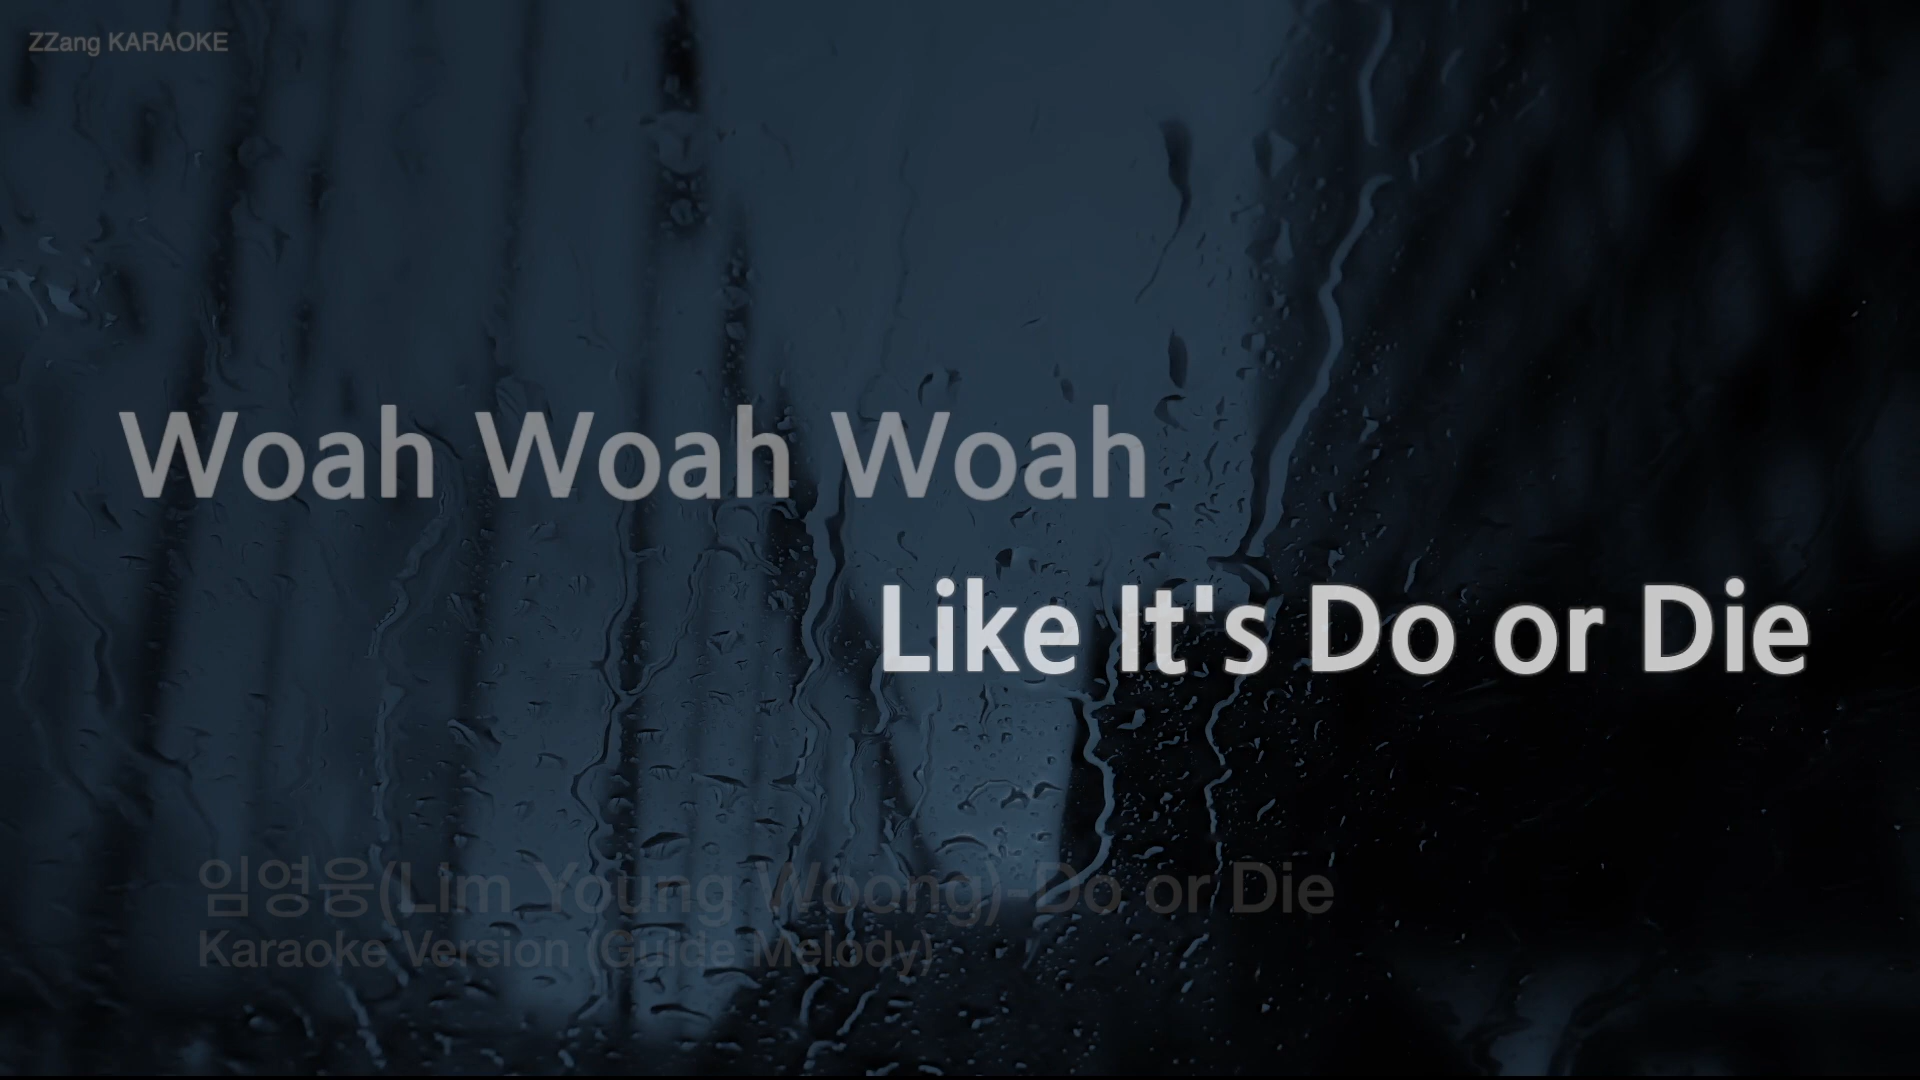 ZZang KARAOKE
Woah Woah Woah
Like It's Do or Die
임영웅(Lim Young Woong)-Do or Die
Karaoke Version (Guide Melody)